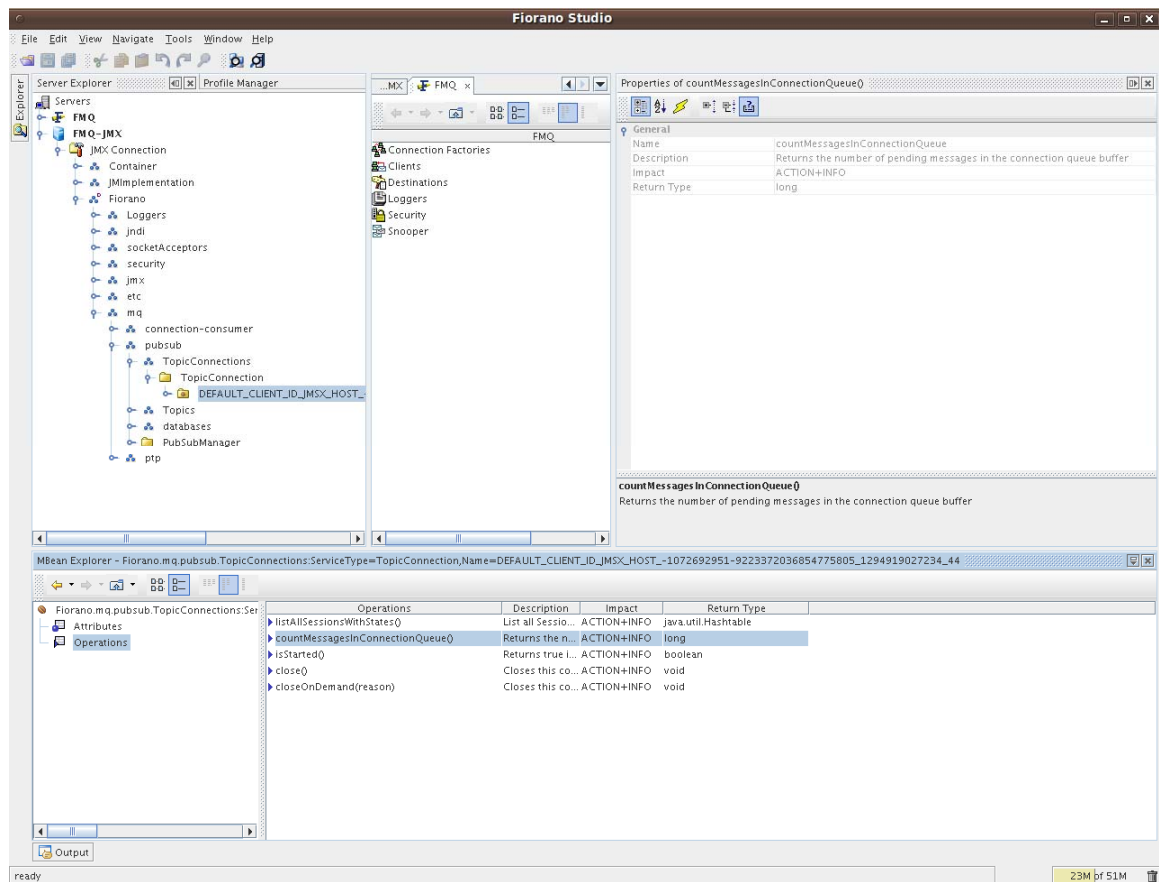 Fiorano Studio
File Edit View Navigate Tools Window Help
Explorer
Server Explorer Profile Manager
Servers
FMQ
FMQ-JMX
JMX Connection
Container
JMImplementation
Fiorano
Loggers
jndi
socketAcceptors
security
jmx
etc
mq
connection-consumer
pubsub
TopicConnections
TopicConnection
DEFAULT_CLIENT_ID_JMSX_HOST_-
Topics
databases
PubSubManager
ptp
...MX FMQ
FMQ
Connection Factories
Clients
Destinations
Loggers
Security
Snooper
Properties of countMessagesInConnectionQueue()
General
Name countMessagesInConnectionQueue
Description Returns the number of pending messages in the connection queue buffer
Impact ACTION+INFO
Return Type long
countMessagesInConnectionQueue()
Returns the number of pending messages in the connection queue buffer
MBean Explorer - Fiorano.mq.pubsub.TopicConnections:ServiceType=TopicConnection,Name=DEFAULT_CLIENT_ID_JMSX_HOST_-1072692951-9223372036854775805_1294919027234_44
Fiorano.mq.pubsub.TopicConnections:Ser
Attributes
Operations
Operations Description Impact Return Type
listAllSessionsWithStates() List all Sessio... ACTION+INFO java.util.Hashtable
countMessagesInConnectionQueue() Returns the n... ACTION+INFO long
isStarted() Returns true i... ACTION+INFO boolean
close() Closes this co... ACTION+INFO void
closeOnDemand(reason) Closes this co... ACTION+INFO void
Output
ready
23M of 51M